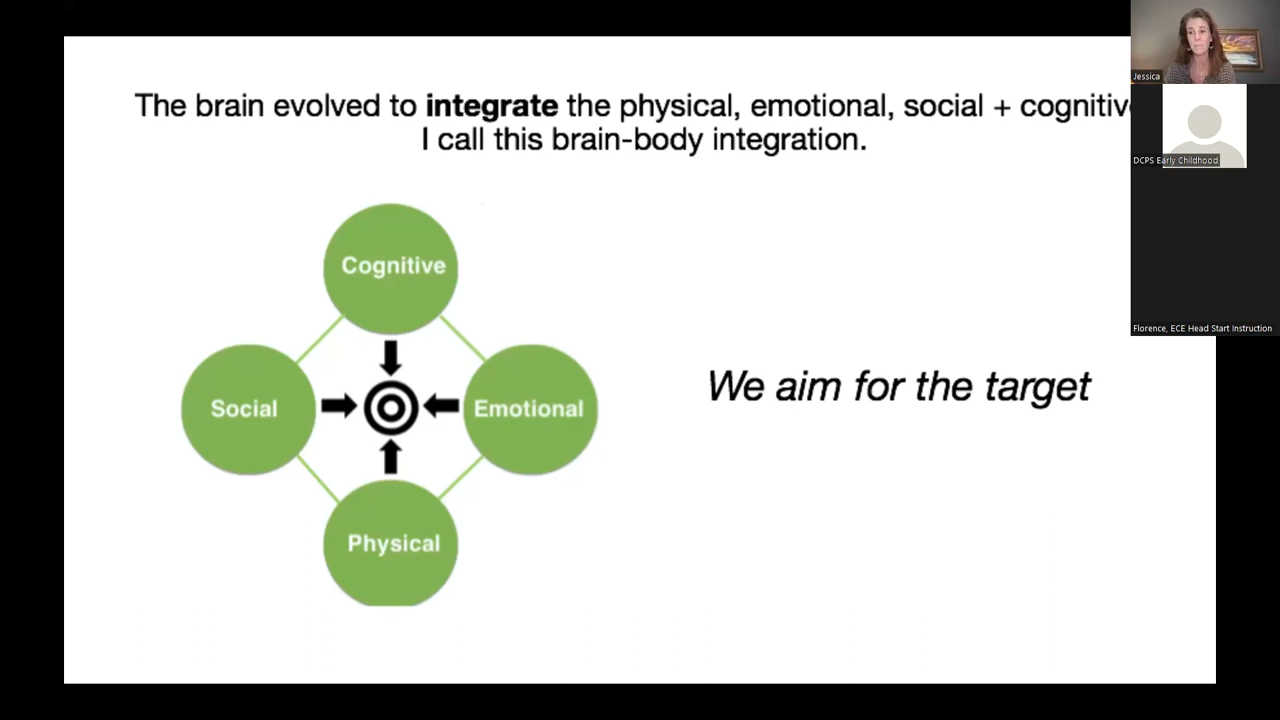 The brain evolved to integrate the physical, emotional, social + cognitive
I call this brain-body integration.
Cognitive
Social
Emotional
Physical
We aim for the target
Jessica
DCPS Early Childhood
Florence, ECE Head Start Instruction